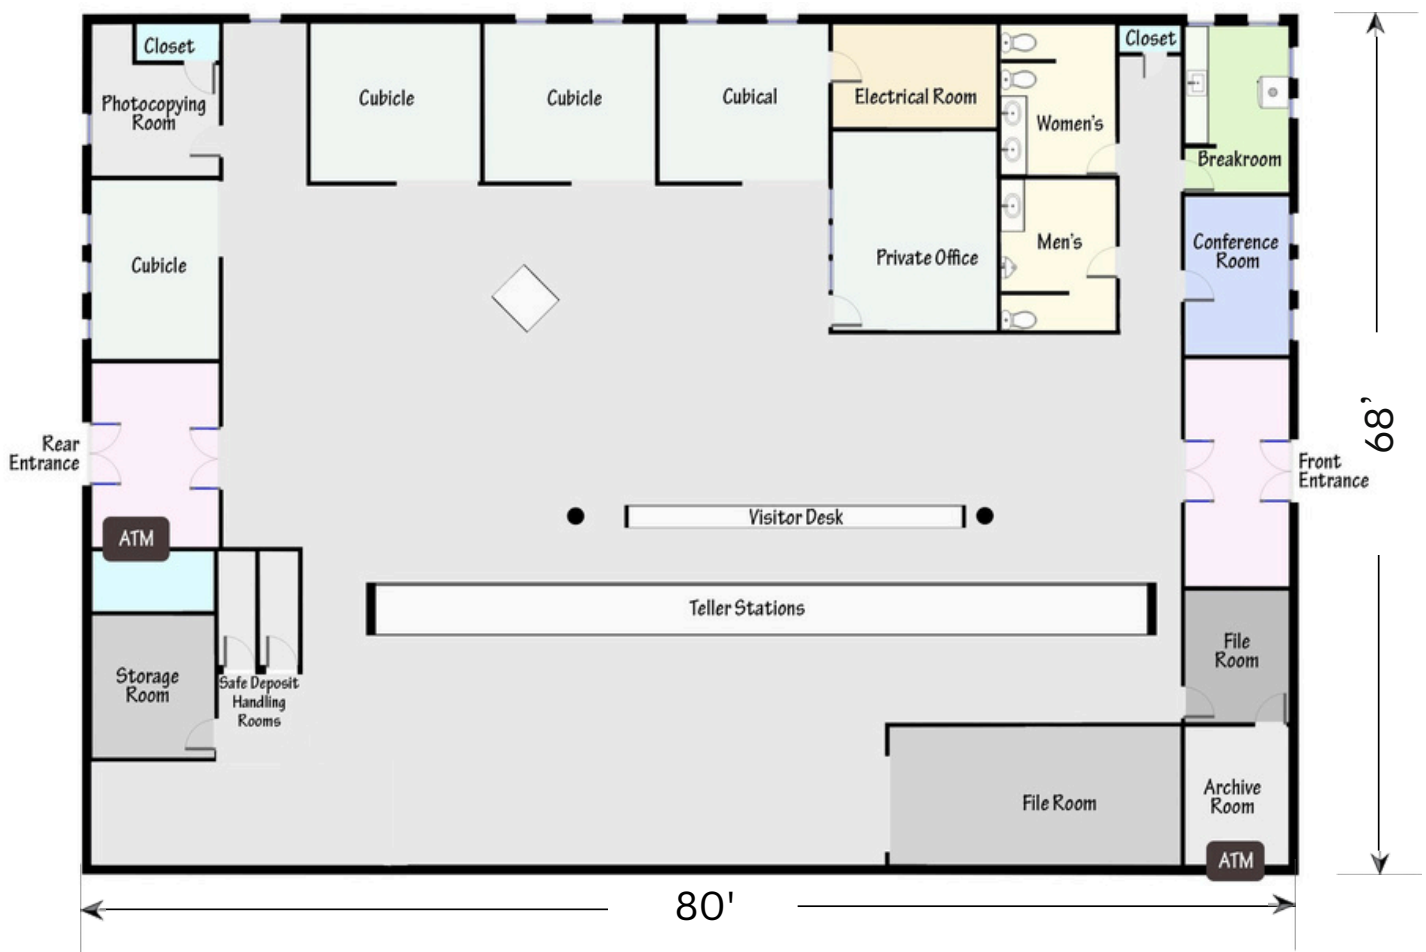 Closet
Photocopying
Room
Cubicle
Cubicle
Cubical
Electrical Room
Women's
Closet
Breakroom
Cubicle
Private Office
Men's
Conference
Room
Rear
Entrance
Front
Entrance
68'
ATM
Visitor Desk
Teller Stations
Storage
Room
Safe Deposit
Handling
Rooms
File
Room
File Room
Archive
Room
ATM
80'